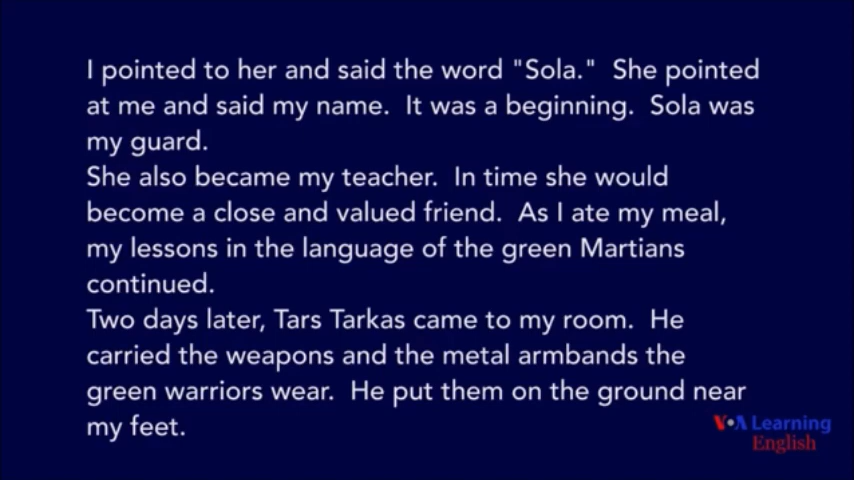 I pointed to her and said the word "Sola."  She pointed
at me and said my name.  It was a beginning.  Sola was
my guard.
She also became my teacher.  In time she would
become a close and valued friend.  As I ate my meal,
my lessons in the language of the green Martians
continued.
Two days later, Tars Tarkas came to my room.  He
carried the weapons and the metal armbands the
green warriors wear.  He put them on the ground near
my feet.
VOA Learning
English